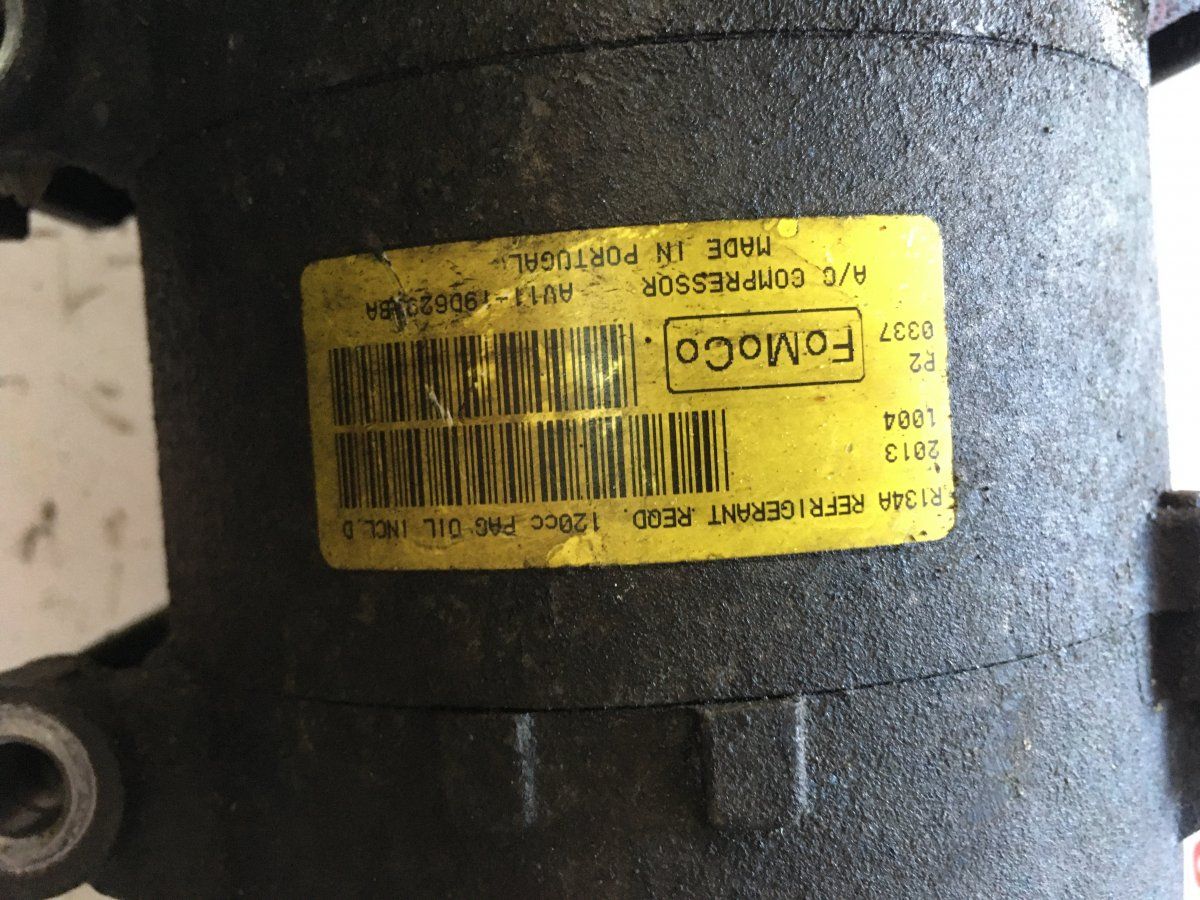 R134A REFRIGERANT REQD. 120cc PAG OIL INCL D
2013
1004
P2
0337
FoMoCo
A/C COMPRESSOR AV11-19D629-BA
MADE IN PORTUGAL